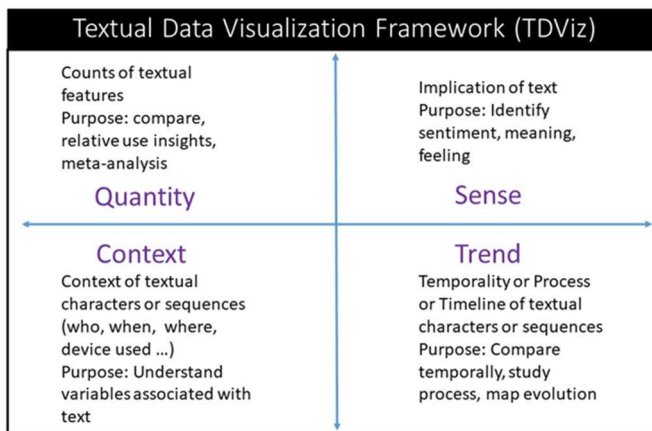 Textual Data Visualization Framework (TDViz)
Counts of textual
features
Purpose: compare,
relative use insights,
meta-analysis
Quantity
Implication of text
Purpose: Identify
sentiment, meaning,
feeling
Sense
Context
Context of textual
characters or sequences
(who, when, where,
device used ...)
Purpose: Understand
variables associated with
text
Trend
Temporality or Process
or Timeline of textual
characters or sequences
Purpose: Compare
temporally, study
process, map evolution